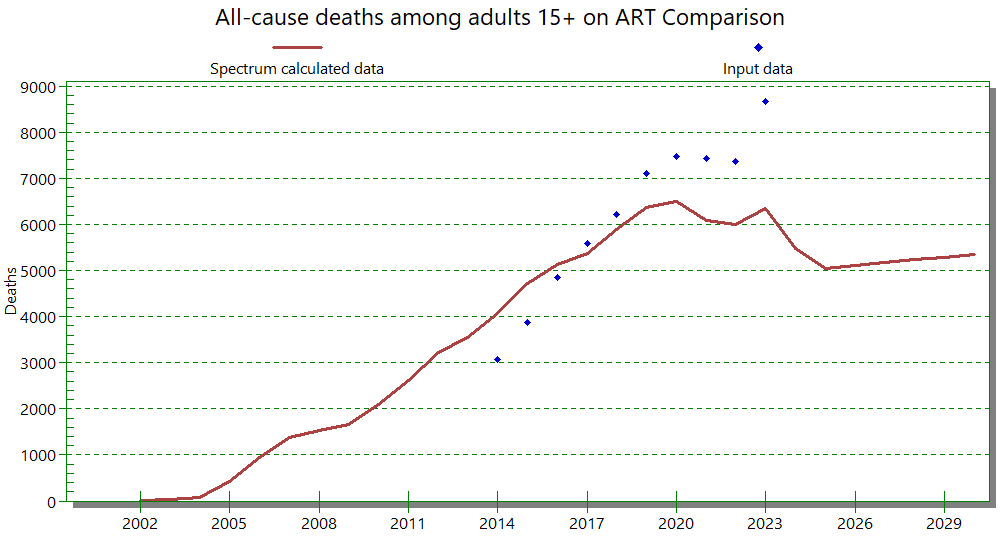 All-cause deaths among adults 15+ on ART Comparison
Spectrum calculated data
Input data
9000
8000
7000
6000
5000
4000
3000
2000
1000
0
Deaths
2002 2005 2008 2011 2014 2017 2020 2023 2026 2029